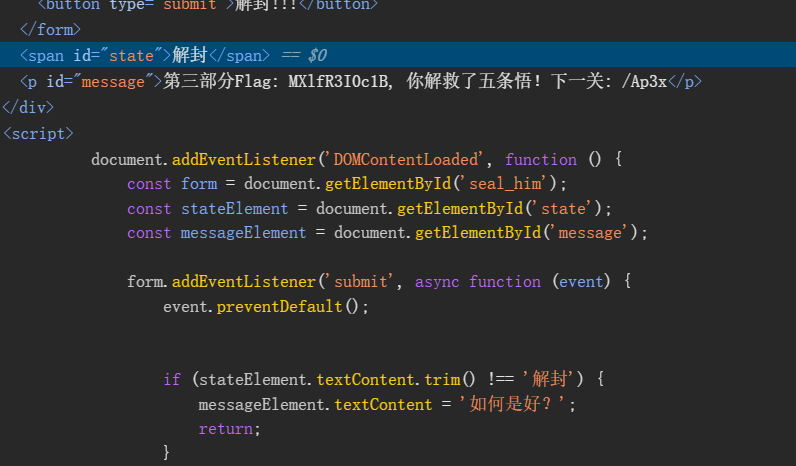 <button type="submit">解封!!!</button>
</form>
<span id="state">解封</span> == $0
<p id="message">第三部分Flag: MXlfR3I0c1B, 你解救了五条悟！下一关: /Ap3x</p>
</div>
<script>
document.addEventListener('DOMContentLoaded', function () {
const form = document.getElementById('seal_him');
const stateElement = document.getElementById('state');
const messageElement = document.getElementById('message');
form.addEventListener('submit', async function (event) {
event.preventDefault();
if (stateElement.textContent.trim() !== '解封') {
messageElement.textContent = '如何是好？';
return;
}